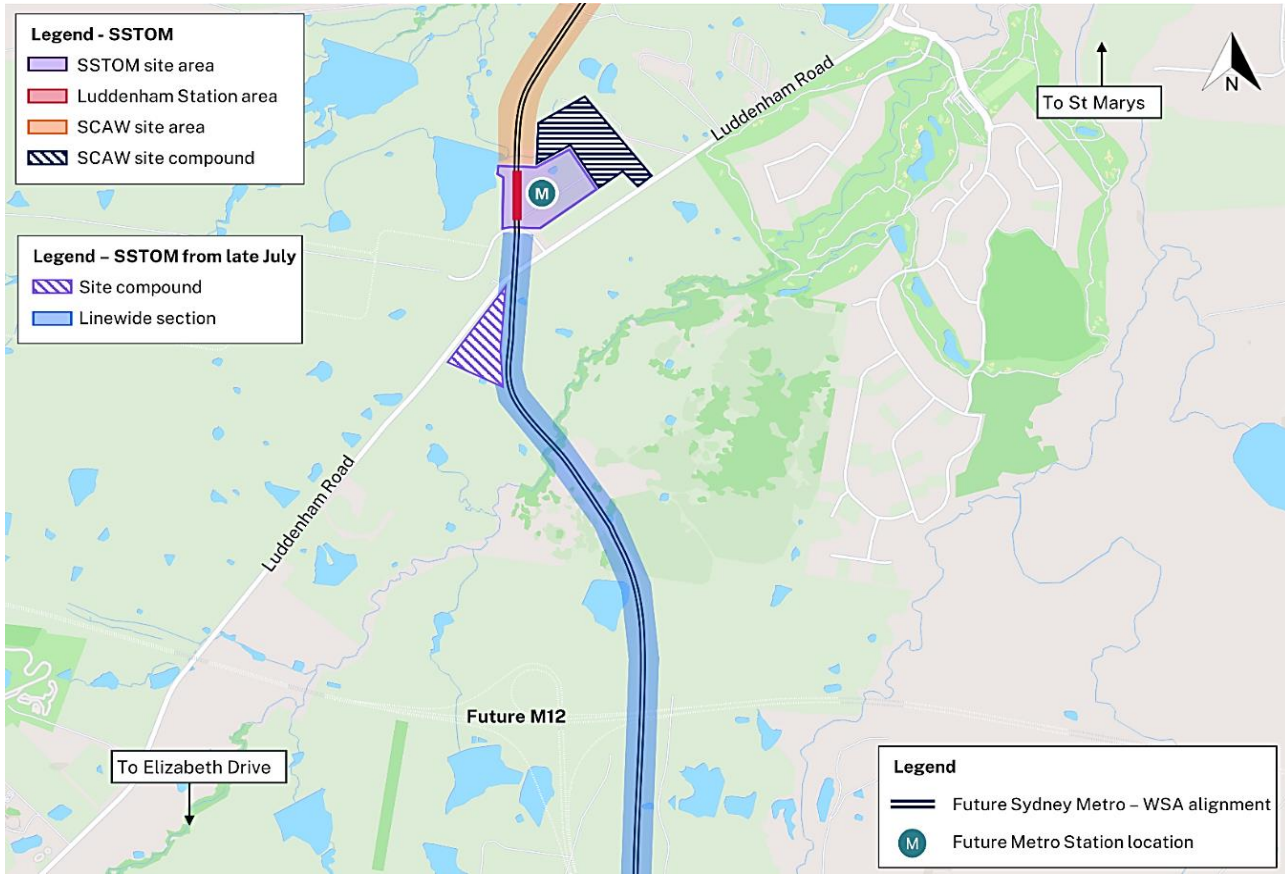 Legend - SSTOM
SSTOM site area
Luddenham Station area
SCAW site area
SCAW site compound
Legend – SSTOM from late July
Site compound
Linewide section
Luddenham Road
To St Marys
N
M
Luddenham Road
Future M12
To Elizabeth Drive
Legend
Future Sydney Metro – WSA alignment
M
Future Metro Station location